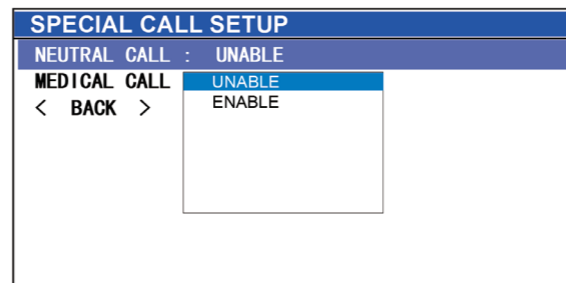 SPECIAL CALL SETUP
NEUTRAL CALL : UNABLE
MEDICAL CALL
UNABLE
ENABLE
< BACK >